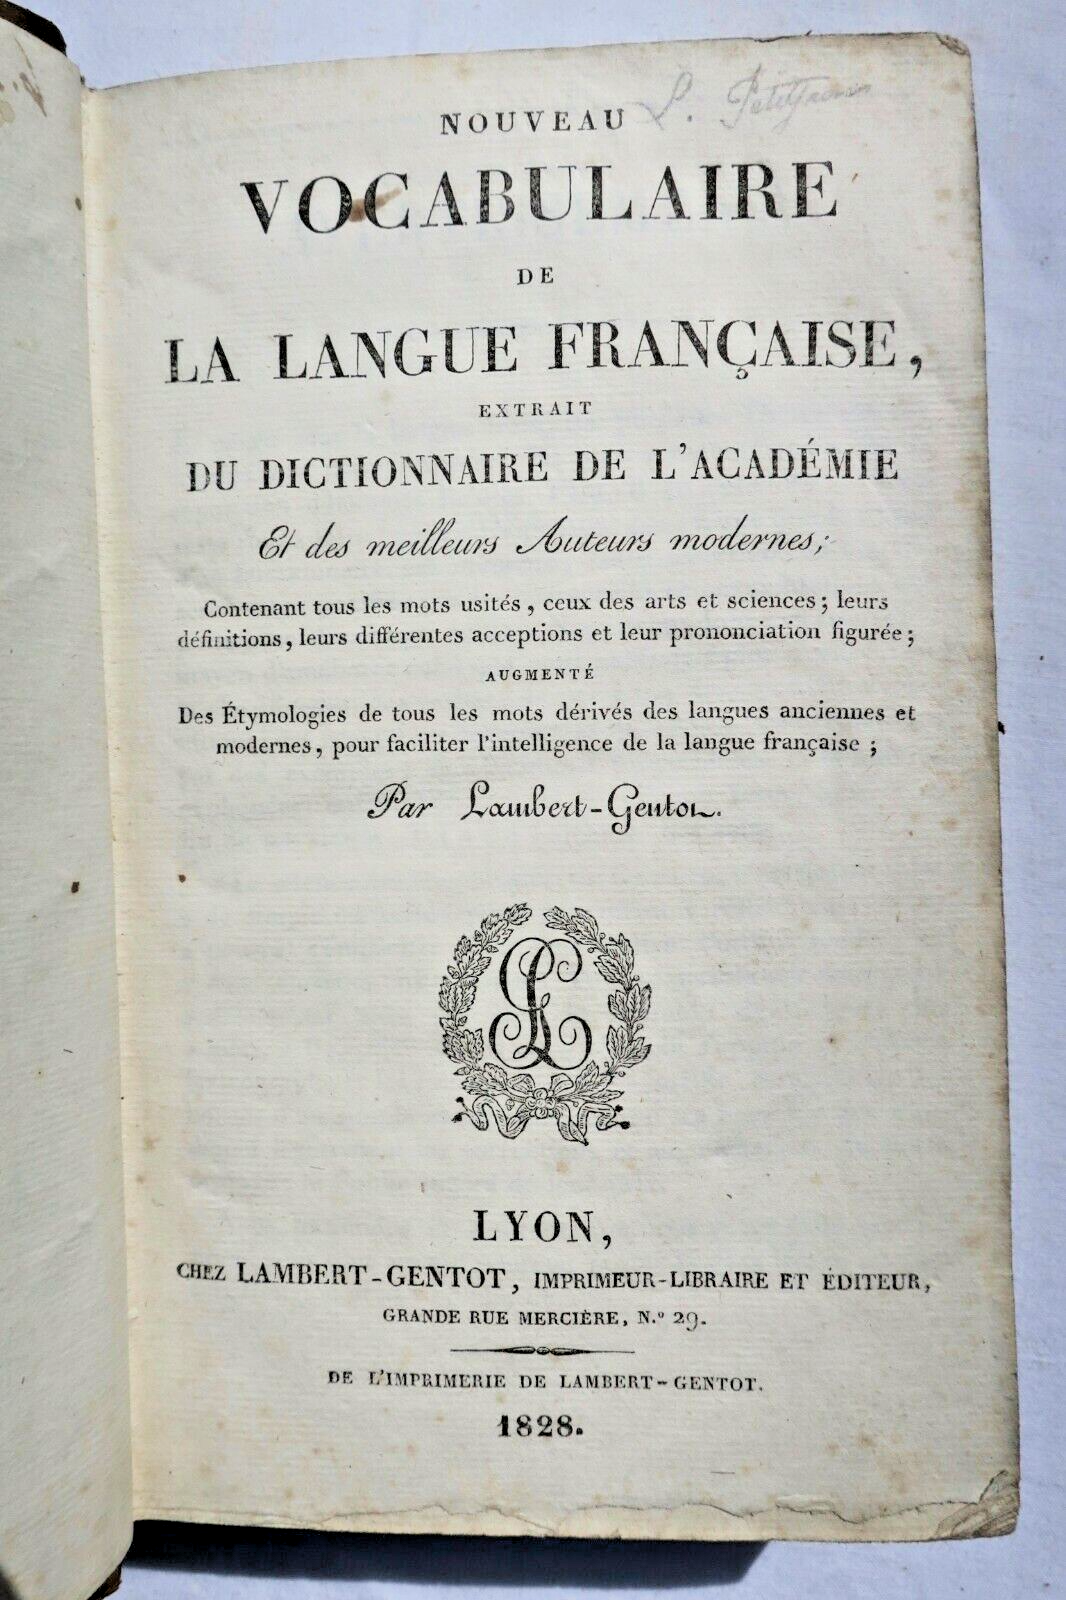 NOUVEAU
VOCABULAIRE
DE
LA LANGUE FRANÇAISE,
EXTRAIT
DU DICTIONNAIRE DE L'ACADÉMIE
Et des meilleurs Auteurs modernes;
Contenant tous les mots usités, ceux des arts et sciences; leurs
définitions, leurs différentes acceptions et leur prononciation figurée;
AUGMENTÉ
Des Étymologies de tous les mots dérivés des langues anciennes et
modernes, pour faciliter l'intelligence de la langue française;
Par Lambert-Gentot.
LYON,
CHEZ LAMBERT-GENTOT, IMPRIMEUR-LIBRAIRE ET ÉDITEUR,
GRANDE RUE MERCIÈRE, N.º 29.
DE L'IMPRIMERIE DE LAMBERT-GENTOT.
1828.